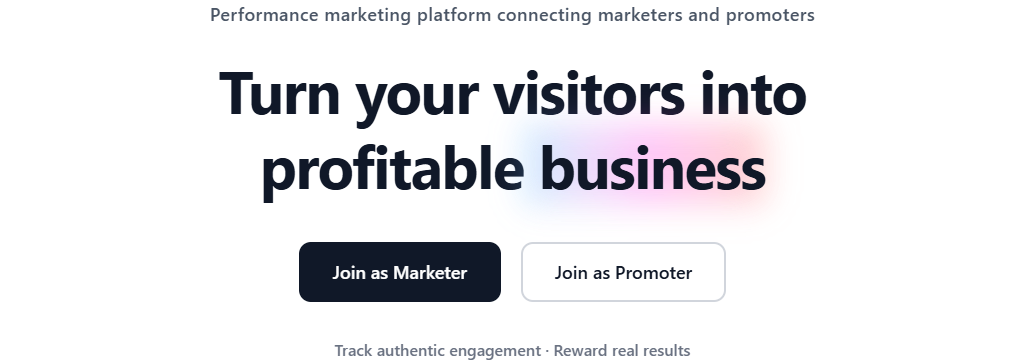 Performance marketing platform connecting marketers and promoters
Turn your visitors into
profitable business
Join as Marketer
Join as Promoter
Track authentic engagement · Reward real results